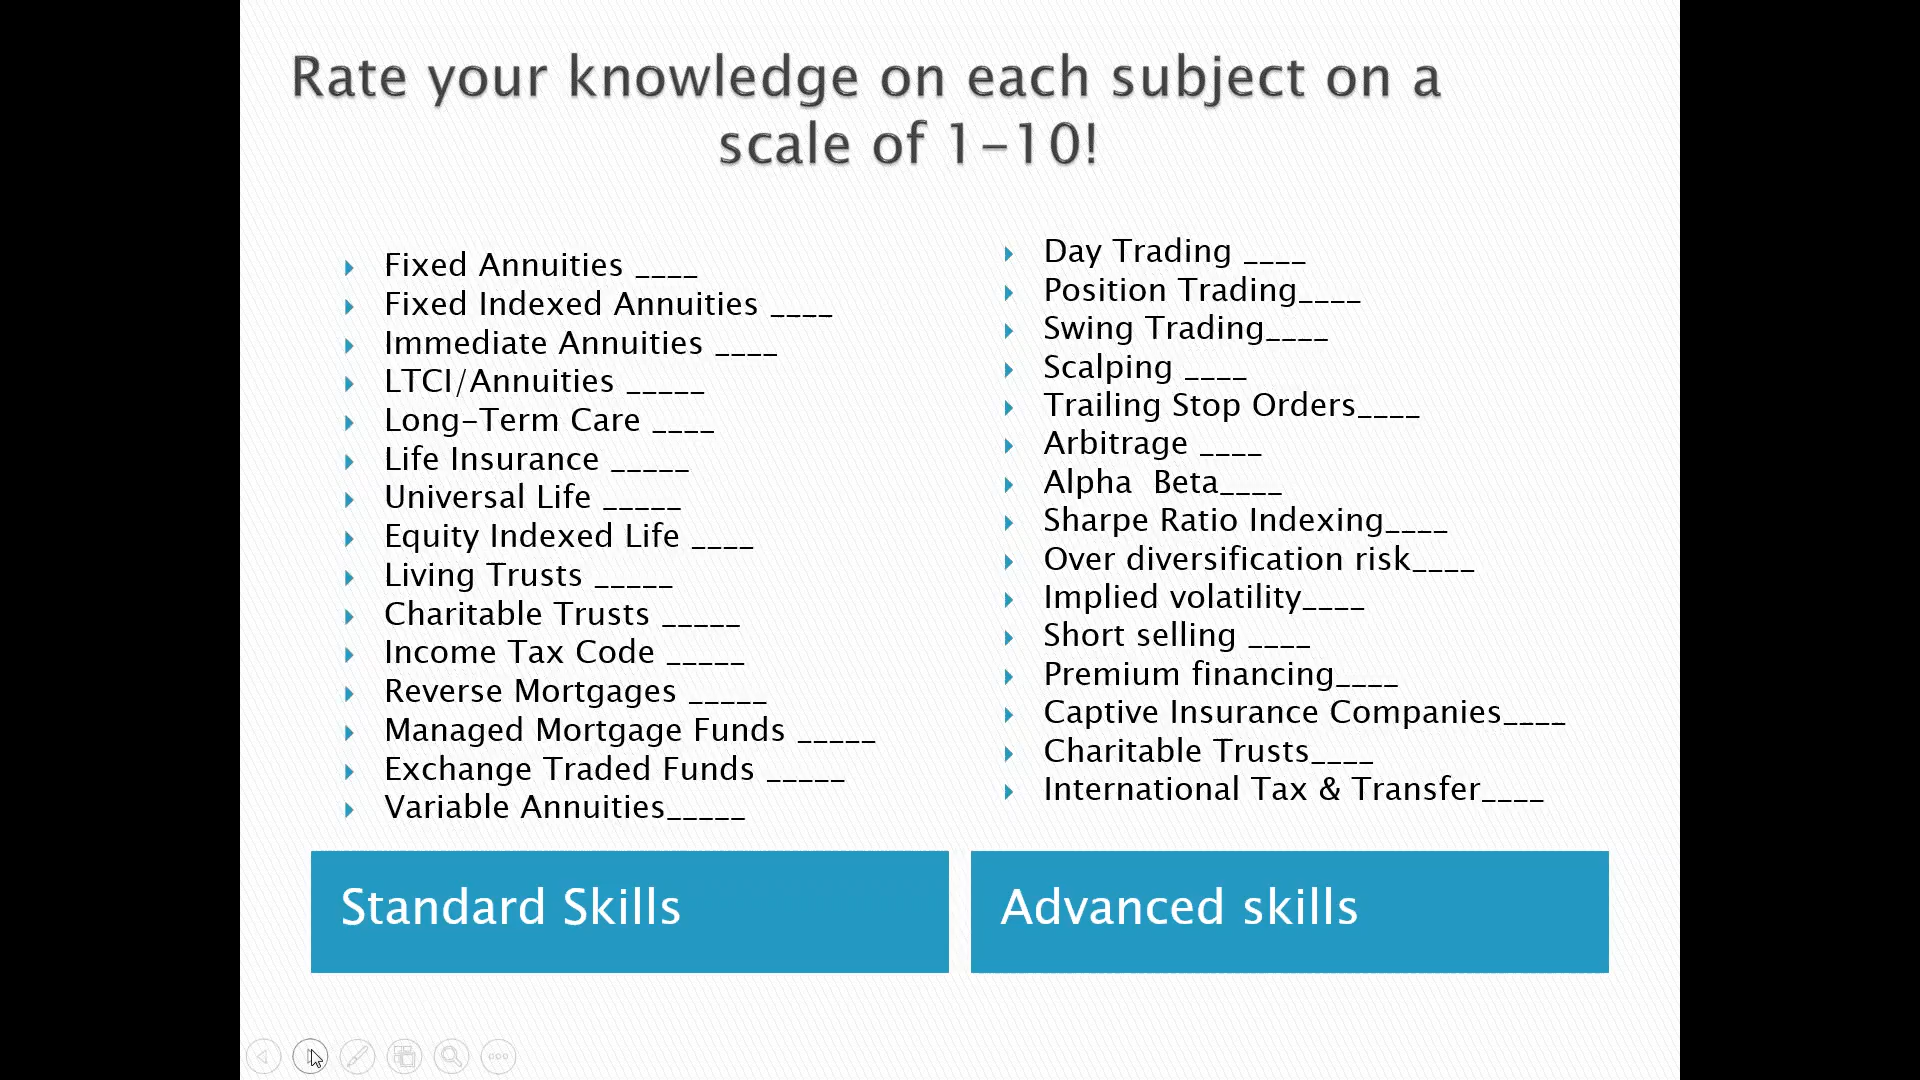 Rate your knowledge on each subject on a
scale of 1-10!
Fixed Annuities ____
Fixed Indexed Annuities ____
Immediate Annuities ____
LTCI/Annuities _____
Long-Term Care ____
Life Insurance _____
Universal Life _____
Equity Indexed Life ____
Living Trusts _____
Charitable Trusts _____
Income Tax Code _____
Reverse Mortgages _____
Managed Mortgage Funds _____
Exchange Traded Funds _____
Variable Annuities_____
Standard Skills
Day Trading ____
Position Trading____
Swing Trading____
Scalping ____
Trailing Stop Orders____
Arbitrage ____
Alpha  Beta____
Sharpe Ratio Indexing____
Over diversification risk____
Implied volatility____
Short selling ____
Premium financing____
Captive Insurance Companies____
Charitable Trusts____
International Tax & Transfer____
Advanced skills